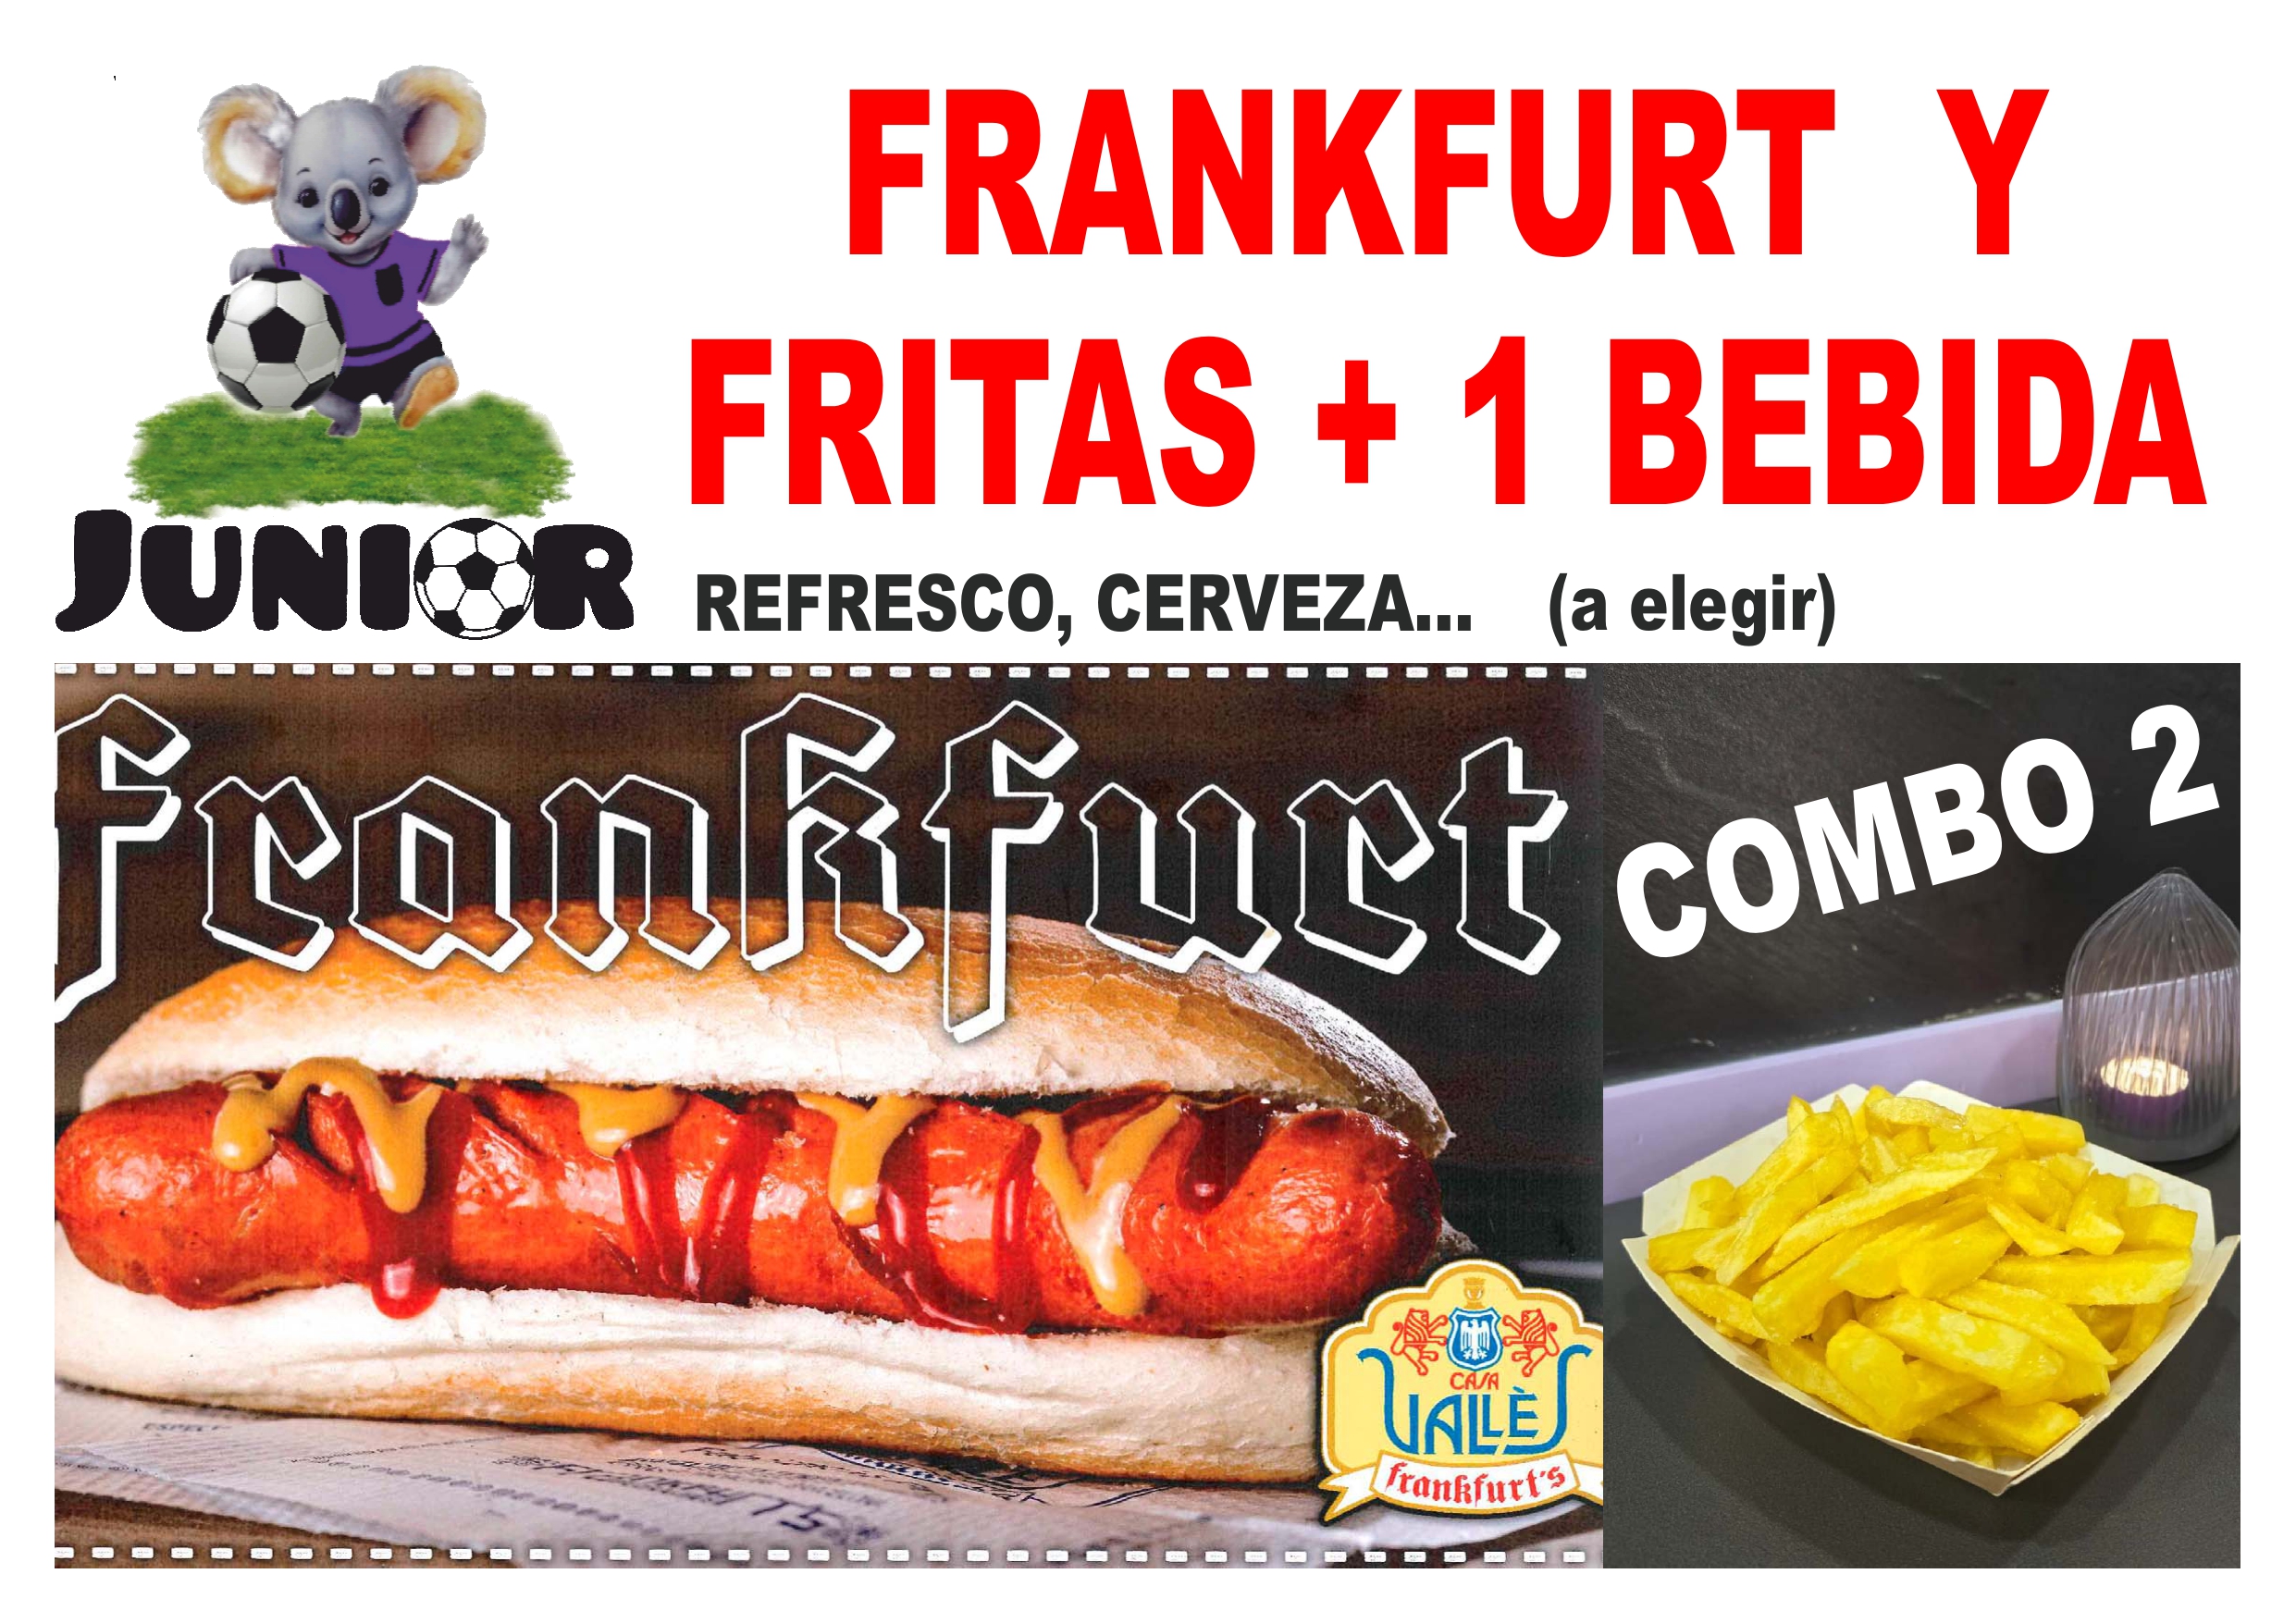 FRANKFURT Y
FRITAS + 1 BEBIDA
JUNIOR
REFRESCO, CERVEZA... (a elegir)
frankfurt
COMBO 2
CASA
VALLÈS
frankfurt's